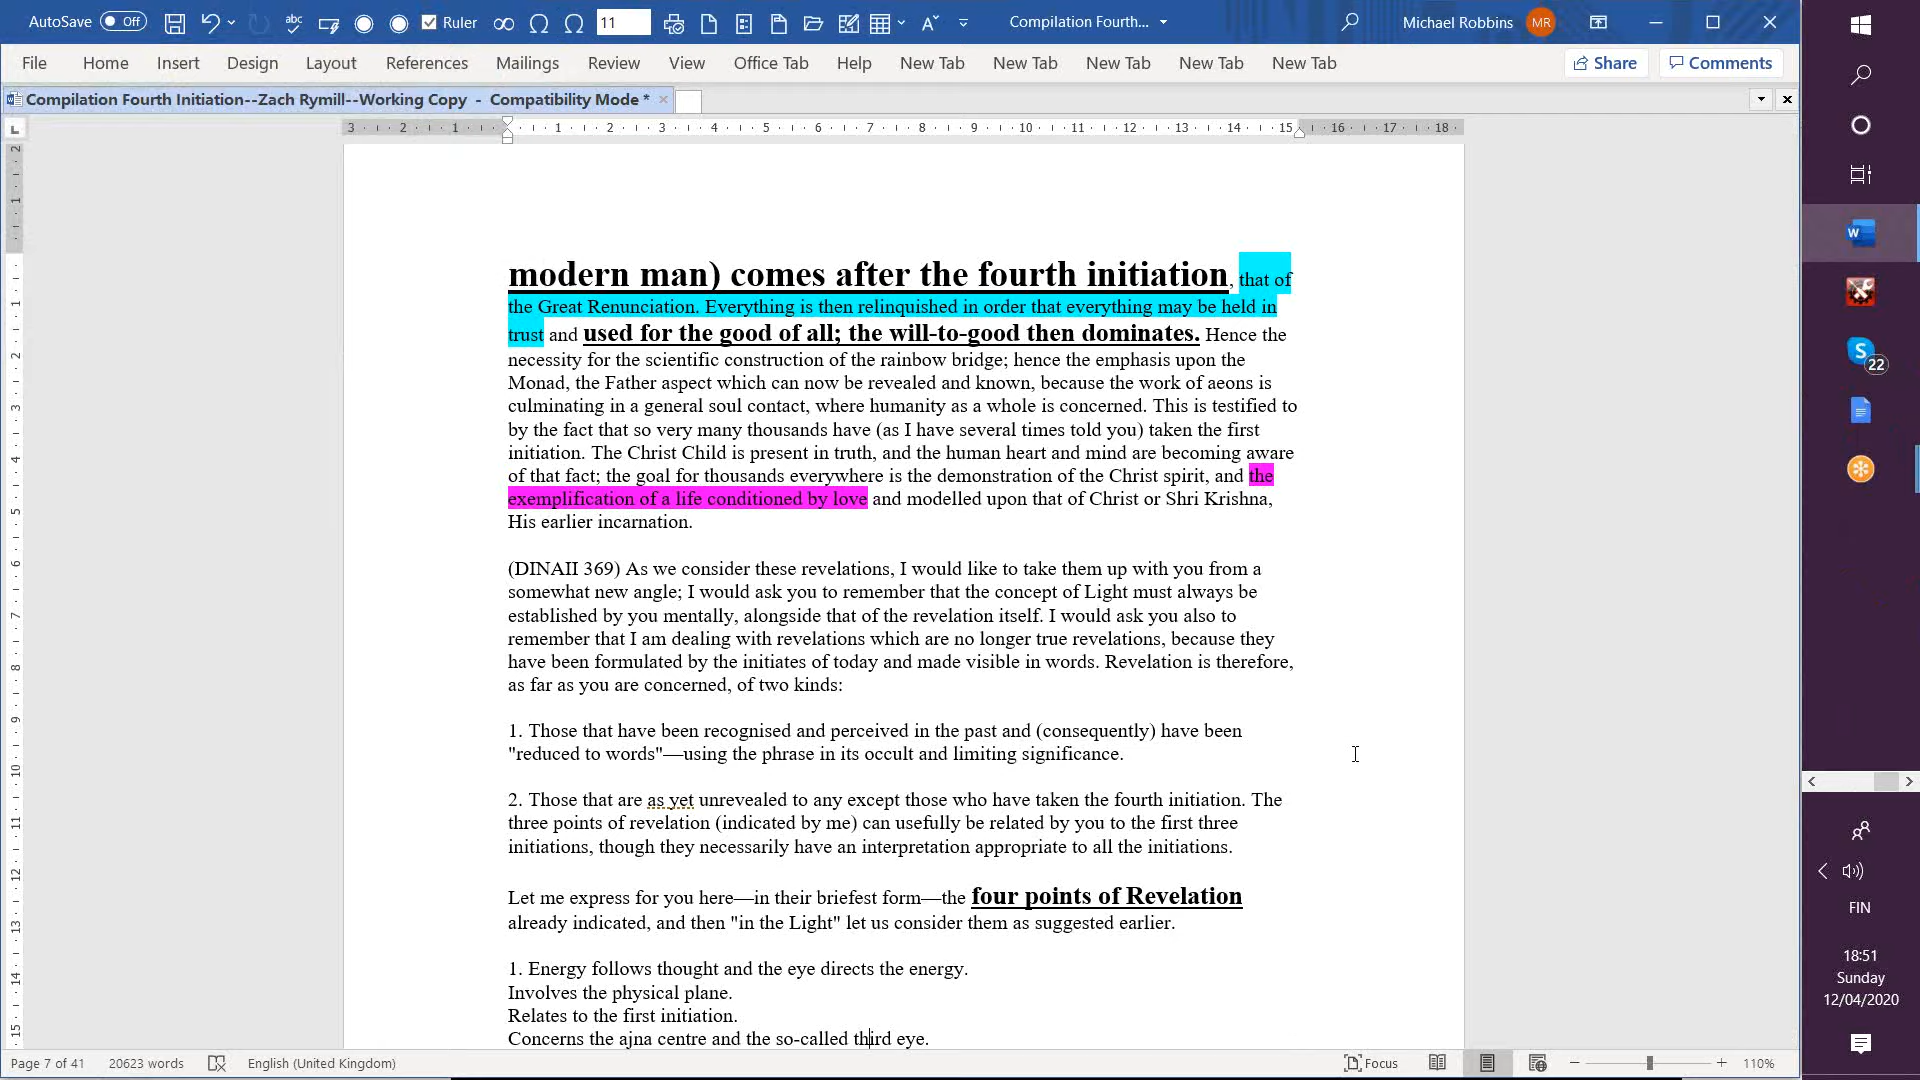 AutoSave Off Ruler 11 Compilation Fourth... Michael Robbins MR
File Home Insert Design Layout References Mailings Review View Office Tab Help New Tab New Tab New Tab New Tab New Tab Share Comments
Compilation Fourth Initiation--Zach Rymill--Working Copy - Compatibility Mode *
3 2 1 1 2 3 4 5 6 7 8 9 10 11 12 13 14 15 16 17 18
modern man) comes after the fourth initiation, that of
the Great Renunciation. Everything is then relinquished in order that everything may be held in
trust and used for the good of all; the will-to-good then dominates. Hence the
necessity for the scientific construction of the rainbow bridge; hence the emphasis upon the
Monad, the Father aspect which can now be revealed and known, because the work of aeons is
culminating in a general soul contact, where humanity as a whole is concerned. This is testified to
by the fact that so very many thousands have (as I have several times told you) taken the first
initiation. The Christ Child is present in truth, and the human heart and mind are becoming aware
of that fact; the goal for thousands everywhere is the demonstration of the Christ spirit, and the
exemplification of a life conditioned by love and modelled upon that of Christ or Shri Krishna,
His earlier incarnation.
(DINAII 369) As we consider these revelations, I would like to take them up with you from a
somewhat new angle; I would ask you to remember that the concept of Light must always be
established by you mentally, alongside that of the revelation itself. I would ask you also to
remember that I am dealing with revelations which are no longer true revelations, because they
have been formulated by the initiates of today and made visible in words. Revelation is therefore,
as far as you are concerned, of two kinds:
1. Those that have been recognised and perceived in the past and (consequently) have been
"reduced to words"—using the phrase in its occult and limiting significance.
2. Those that are as yet unrevealed to any except those who have taken the fourth initiation. The
three points of revelation (indicated by me) can usefully be related by you to the first three
initiations, though they necessarily have an interpretation appropriate to all the initiations.
Let me express for you here—in their briefest form—the four points of Revelation
already indicated, and then "in the Light" let us consider them as suggested earlier.
1. Energy follows thought and the eye directs the energy.
Involves the physical plane.
Relates to the first initiation.
Concerns the ajna centre and the so-called third eye.
Page 7 of 41 20623 words English (United Kingdom) Focus 110%
22
FIN
18:51
Sunday
12/04/2020